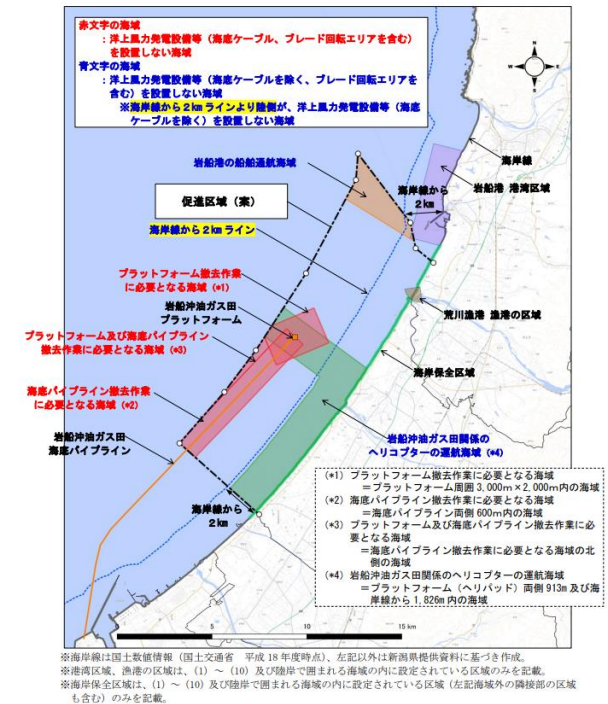 赤文字の海域
：洋上風力発電設備等（海底ケーブル、ブレード回転エリアを含む）
を設置しない海域
青文字の海域
：洋上風力発電設備等（海底ケーブルを除く、ブレード回転エリアを
含む）を設置しない海域
※海岸線から２kmラインより陸側が、洋上風力発電設備等（海底
ケーブルを除く）を設置しない海域
N
W
E
S
岩船港の船舶通航海域
海岸線
海岸線から
２km
岩船港 港湾区域
促進区域（案）
海岸線から２kmライン
プラットフォーム撤去作業
に必要となる海域（*1）
岩船沖油ガス田
プラットフォーム
荒川漁港 漁港の区域
プラットフォーム及び海底パイプライン
撤去作業に必要となる海域（*3）
海岸保全区域
海底パイプライン撤去作業
に必要となる海域（*2）
岩船沖油ガス田
海底パイプライン
岩船沖油ガス田関係の
ヘリコプターの運航海域（*4）
海岸線から
２km
（*1）プラットフォーム撤去作業に必要となる海域
＝プラットフォーム周囲 3,000m×2,000m内の海域
（*2）海底パイプライン撤去作業に必要となる海域
＝海底パイプライン両側 600m内の海域
（*3）プラットフォーム及び海底パイプライン撤去作業に必
要となる海域
＝海底パイプライン撤去作業に必要となる海域の北
側の海域
（*4）岩船沖油ガス田関係のヘリコプターの運航海域
＝プラットフォーム（ヘリパッド）両側 913m 及び海
岸線から 1,826m 内の海域
5
10
15 km
※海岸線は国土数値情報（国土交通省　平成 18 年度時点）、左記以外は新潟県提供資料に基づき作成。
※港湾区域、漁港の区域は、（1）～（10）及び陸岸で囲まれる海域の内に設定されている区域のみを記載。
※海岸保全区域は、（1）～（10）及び陸岸で囲まれる海域の内に設定されている区域（左記海域外の隣接部の区域
も含む）のみを記載。